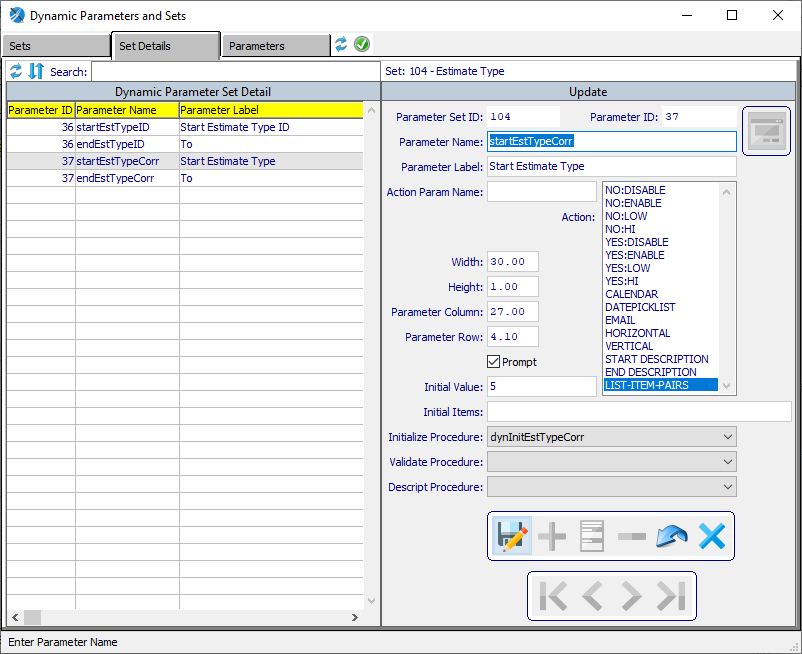 Dynamic Parameters and Sets
Sets
Set Details
Parameters
Search:
Dynamic Parameter Set Detail
Parameter ID Parameter Name Parameter Label
36 startEstTypeID Start Estimate Type ID
36 endEstTypeID To
37 startEstTypeCorr Start Estimate Type
37 endEstTypeCorr To
Set: 104 - Estimate Type
Update
Parameter Set ID: 104 Parameter ID: 37
Parameter Name: startEstTypeCorr
Parameter Label: Start Estimate Type
Action Param Name:
Action:
NO:DISABLE
NO:ENABLE
NO:LOW
NO:HI
YES:DISABLE
YES:ENABLE
YES:LOW
YES:HI
CALENDAR
DATEPICKLIST
EMAIL
HORIZONTAL
VERTICAL
START DESCRIPTION
END DESCRIPTION
LIST-ITEM-PAIRS
Width: 30.00
Height: 1.00
Parameter Column: 27.00
Parameter Row: 4.10
Prompt
Initial Value: 5
Initial Items:
Initialize Procedure: dynInitEstTypeCorr
Validate Procedure:
Descript Procedure:
Enter Parameter Name